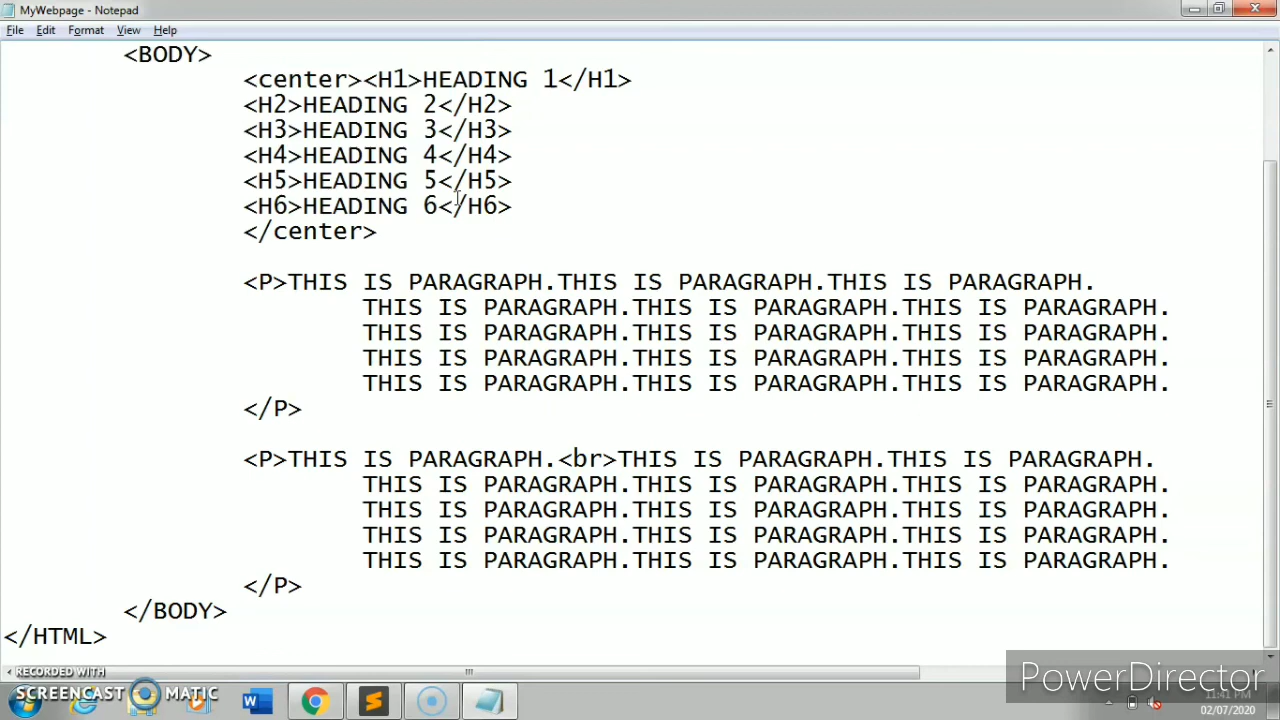 MyWebpage - Notepad
File Edit Format View Help
<BODY>
<center><H1>HEADING 1</H1>
<H2>HEADING 2</H2>
<H3>HEADING 3</H3>
<H4>HEADING 4</H4>
<H5>HEADING 5</H5>
<H6>HEADING 6</H6>
</center>
<P>THIS IS PARAGRAPH.THIS IS PARAGRAPH.THIS IS PARAGRAPH.
THIS IS PARAGRAPH.THIS IS PARAGRAPH.THIS IS PARAGRAPH.
THIS IS PARAGRAPH.THIS IS PARAGRAPH.THIS IS PARAGRAPH.
THIS IS PARAGRAPH.THIS IS PARAGRAPH.THIS IS PARAGRAPH.
THIS IS PARAGRAPH.THIS IS PARAGRAPH.THIS IS PARAGRAPH.
</P>
<P>THIS IS PARAGRAPH.<br>THIS IS PARAGRAPH.THIS IS PARAGRAPH.
THIS IS PARAGRAPH.THIS IS PARAGRAPH.THIS IS PARAGRAPH.
THIS IS PARAGRAPH.THIS IS PARAGRAPH.THIS IS PARAGRAPH.
THIS IS PARAGRAPH.THIS IS PARAGRAPH.THIS IS PARAGRAPH.
THIS IS PARAGRAPH.THIS IS PARAGRAPH.THIS IS PARAGRAPH.
</P>
</BODY>
</HTML>
RECORDED WITH
SCREENCAST MATIC
PowerDirector
11:41 PM
02/07/2020